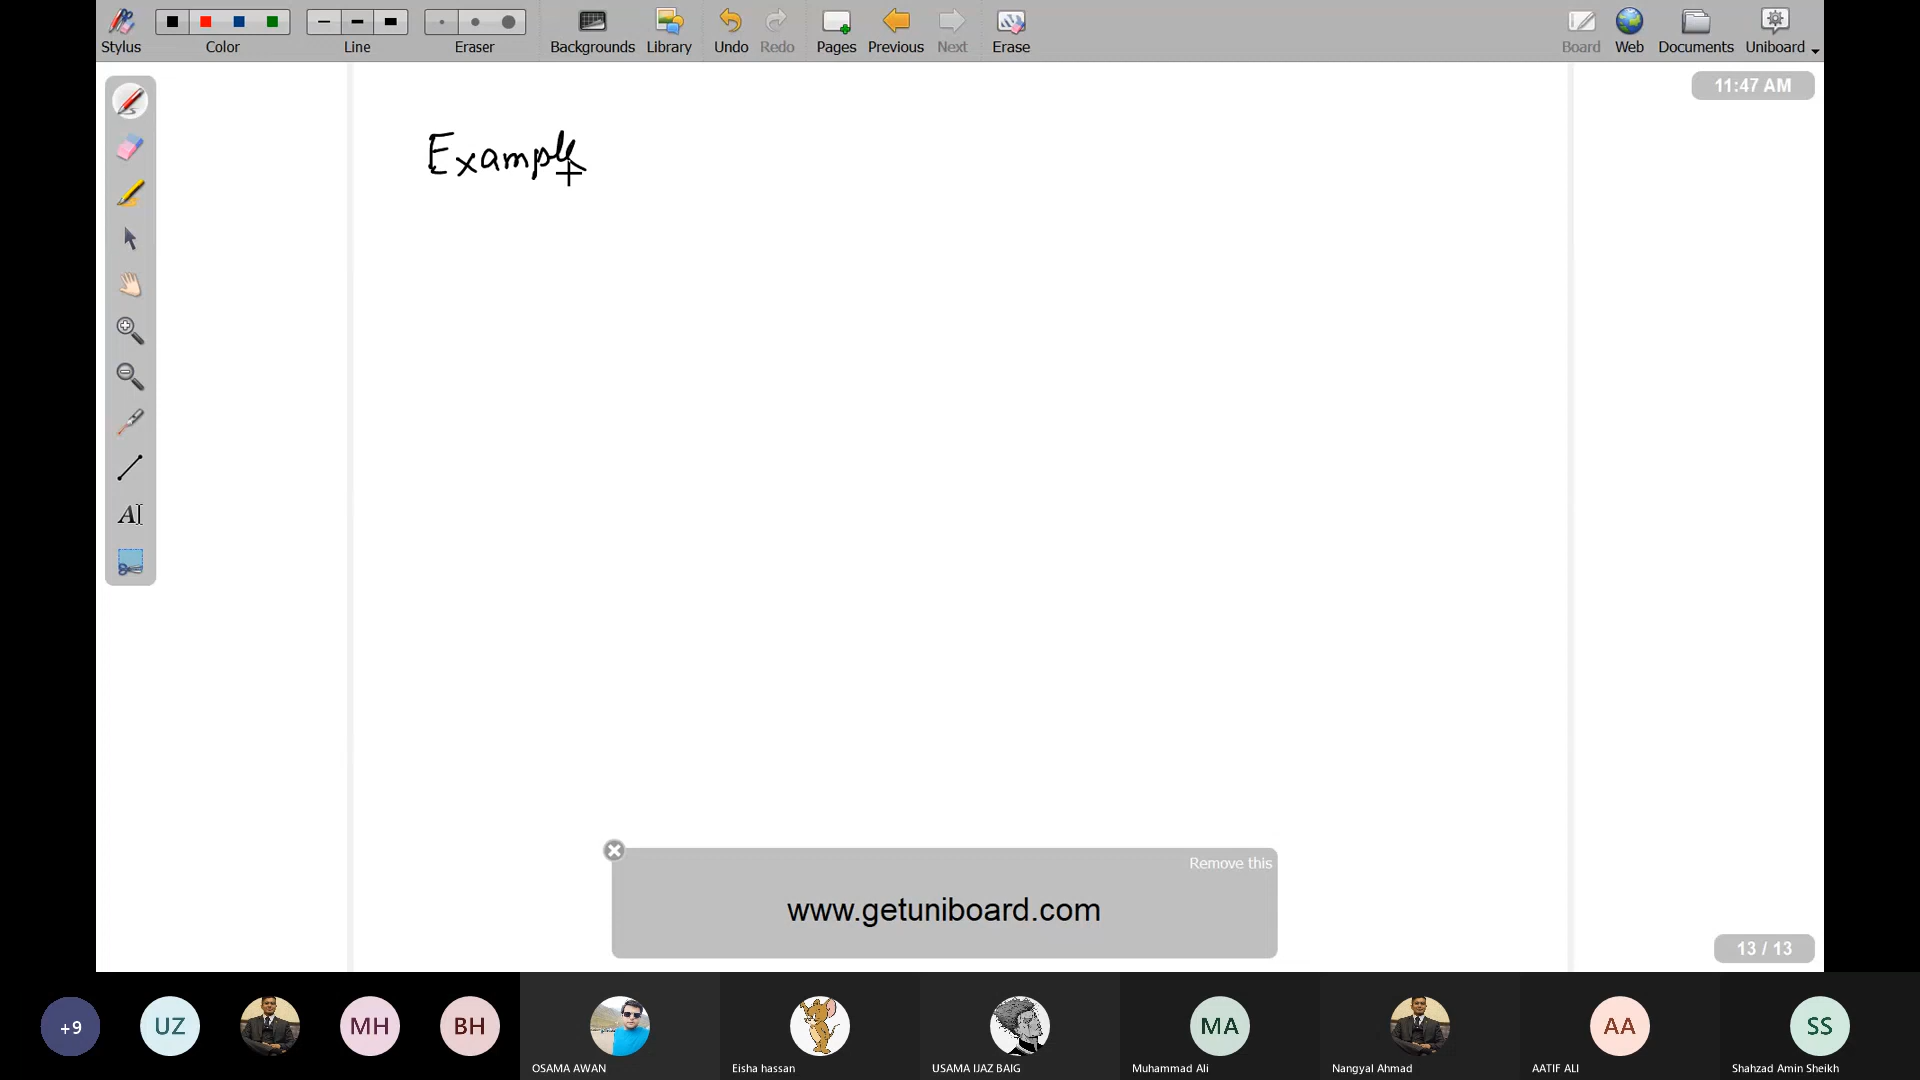 Stylus Color Line Eraser Backgrounds Library Undo Redo Pages Previous Next Erase Board Web Documents Uniboard
11:47 AM
Example
AI
Remove this
www.getuniboard.com
13 / 13
+9 UZ MH BH MA AA SS
OSAMA AWAN Eisha hassan USAMA IJAZ BAIG Muhammad Ali Nangyal Ahmad AATIF ALI Shahzad Amin Sheikh